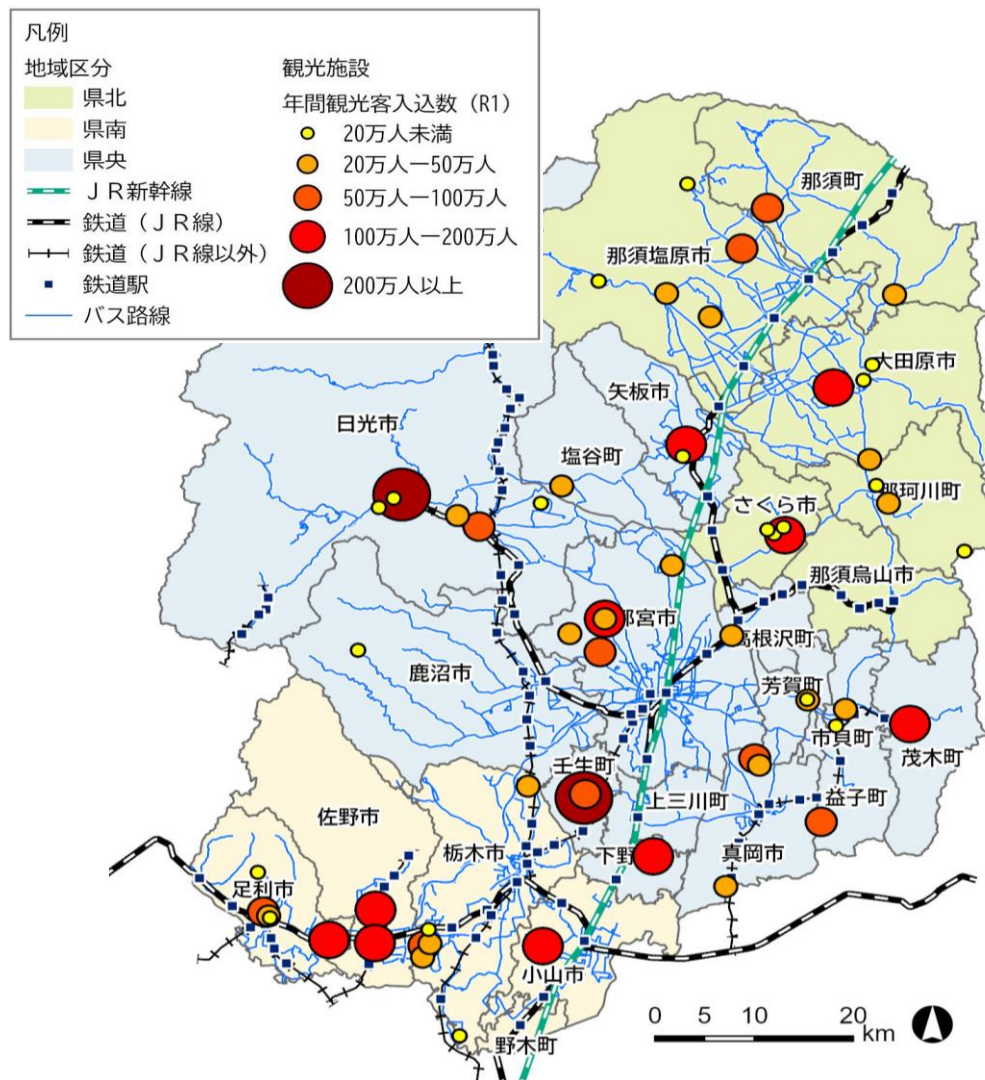 凡例
地域区分
県北
県南
県央
JR新幹線
鉄道（JR線）
鉄道（JR線以外）
鉄道駅
バス路線
観光施設
年間観光客入込数（R1）
20万人未満
20万人ー50万人
50万人ー100万人
100万人ー200万人
200万人以上
那須町
那須塩原市
大田原市
矢板市
日光市
塩谷町
那珂川町
さくら市
那須烏山市
都宮市
高根沢町
鹿沼市
芳賀町
市貝町
茂木町
壬生町
上三川町
益子町
佐野市
栃木市
下野
真岡市
足利市
小山市
野木町
0 5 10 20
km